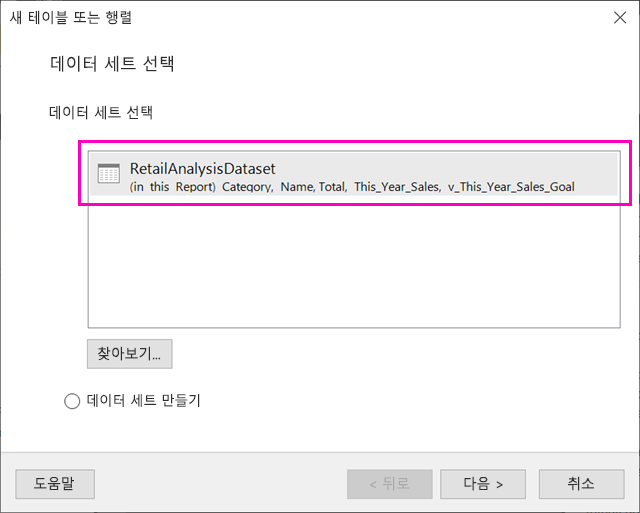 새 테이블 또는 행렬
데이터 세트 선택
데이터 세트 선택
RetailAnalysisDataset
(in this Report) Category, Name, Total, This_Year_Sales, v_This_Year_Sales_Goal
찾아보기...
데이터 세트 만들기
도움말
< 뒤로
다음 >
취소